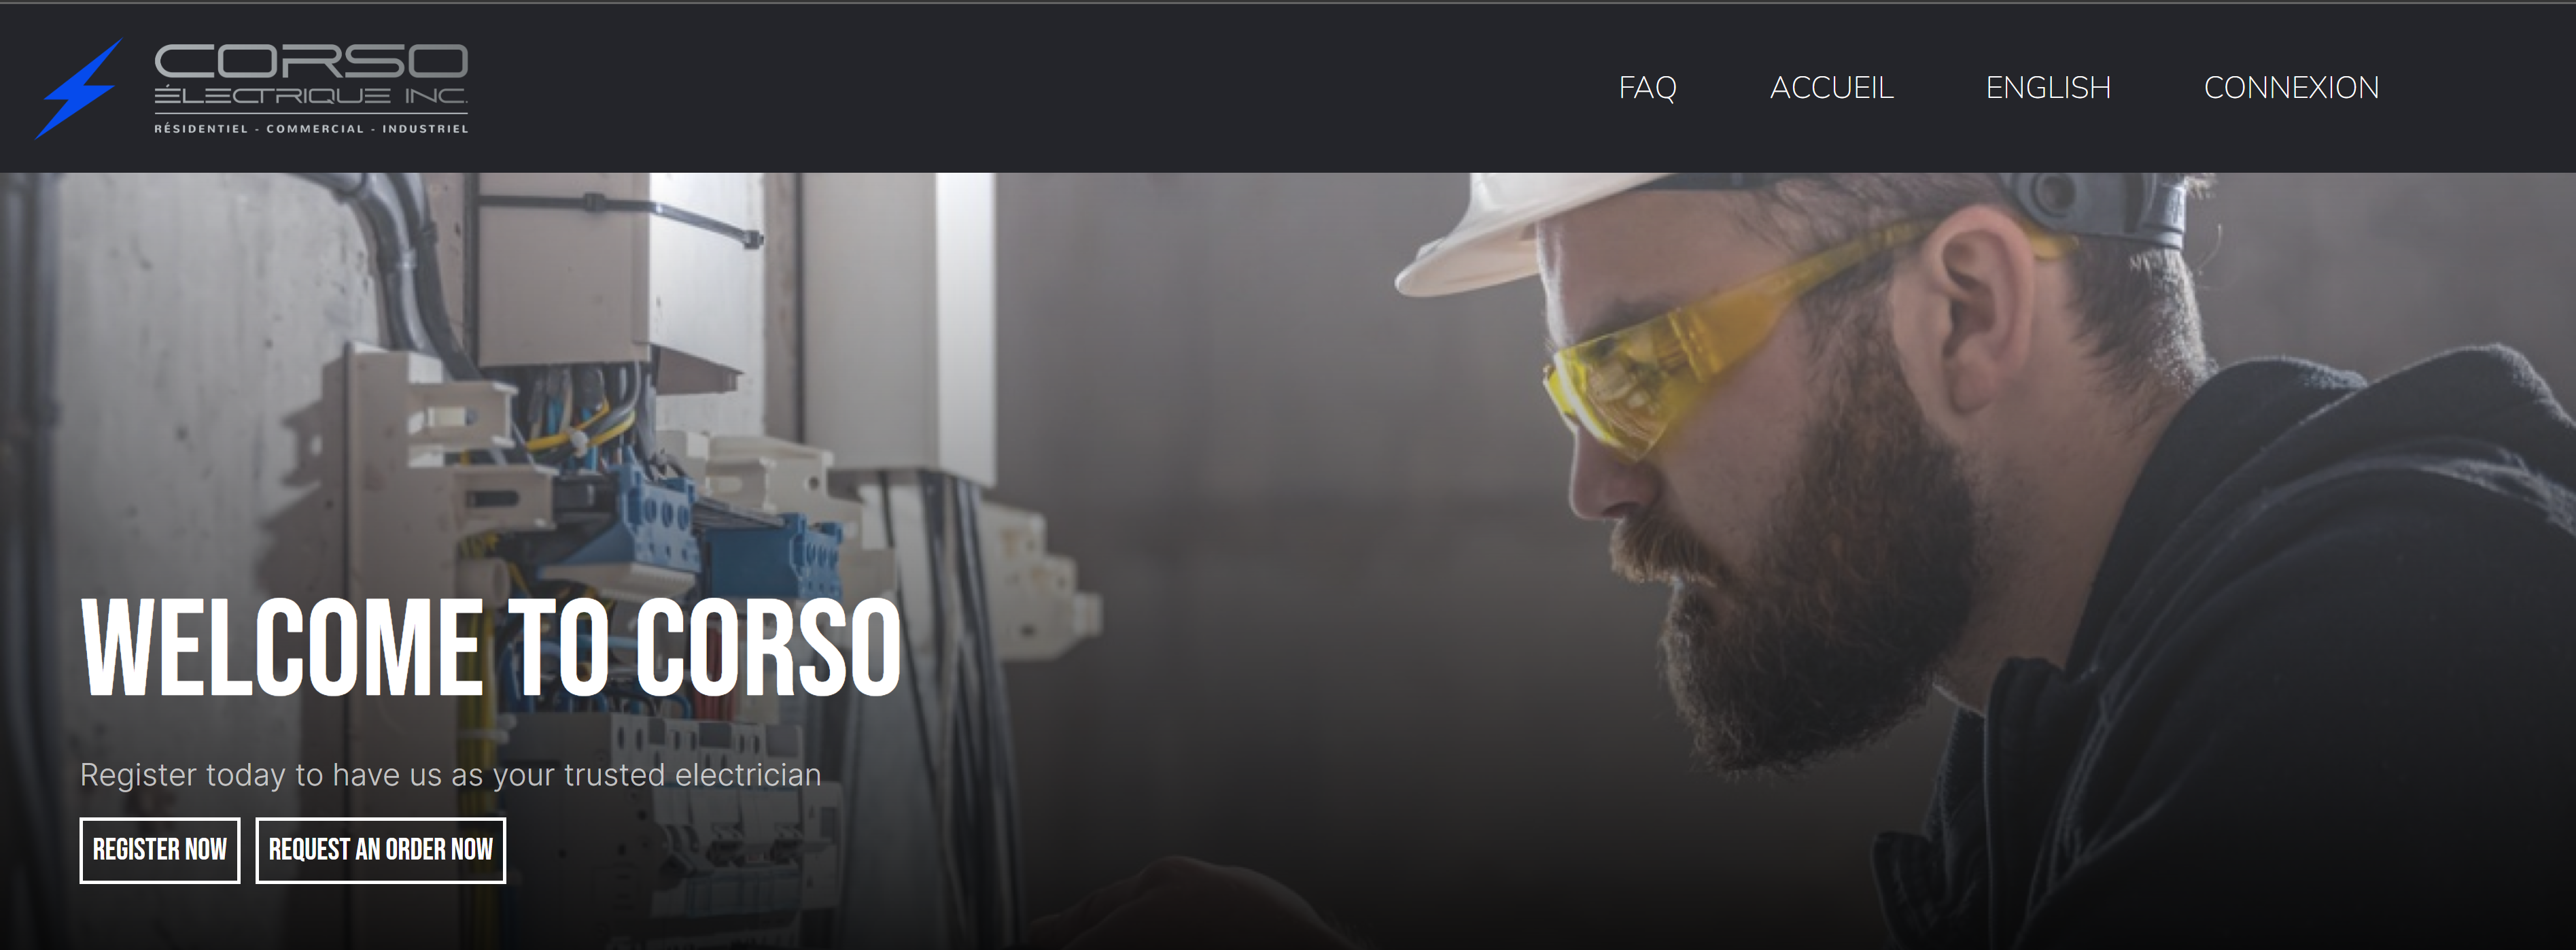 CORSO
ÉLECTRIQUE INC.
RÉSIDENTIEL - COMMERCIAL - INDUSTRIEL
FAQ ACCUEIL ENGLISH CONNEXION
WELCOME TO CORSO
Register today to have us as your trusted electrician
REGISTER NOW REQUEST AN ORDER NOW